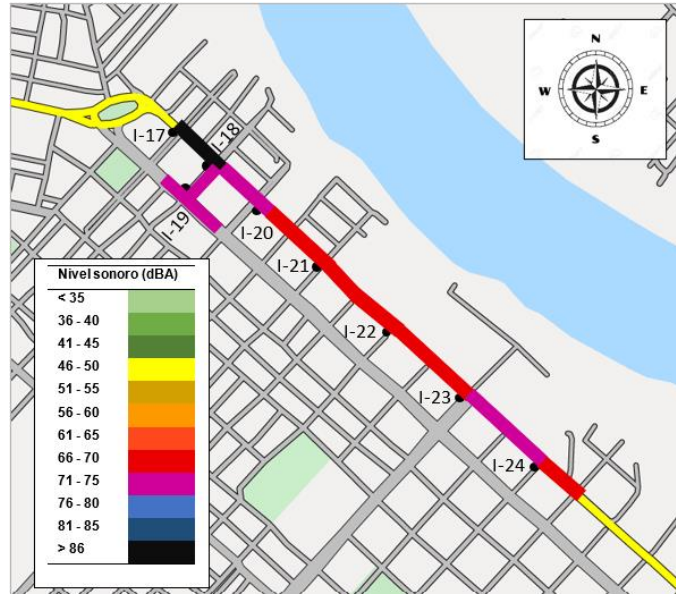 N
W
E
S
I-17
I-18
I-19
I-20
I-21
I-22
I-23
I-24
Nivel sonoro (dBA)
< 35
36 - 40
41 - 45
46 - 50
51 - 55
56 - 60
61 - 65
66 - 70
71 - 75
76 - 80
81 - 85
> 86